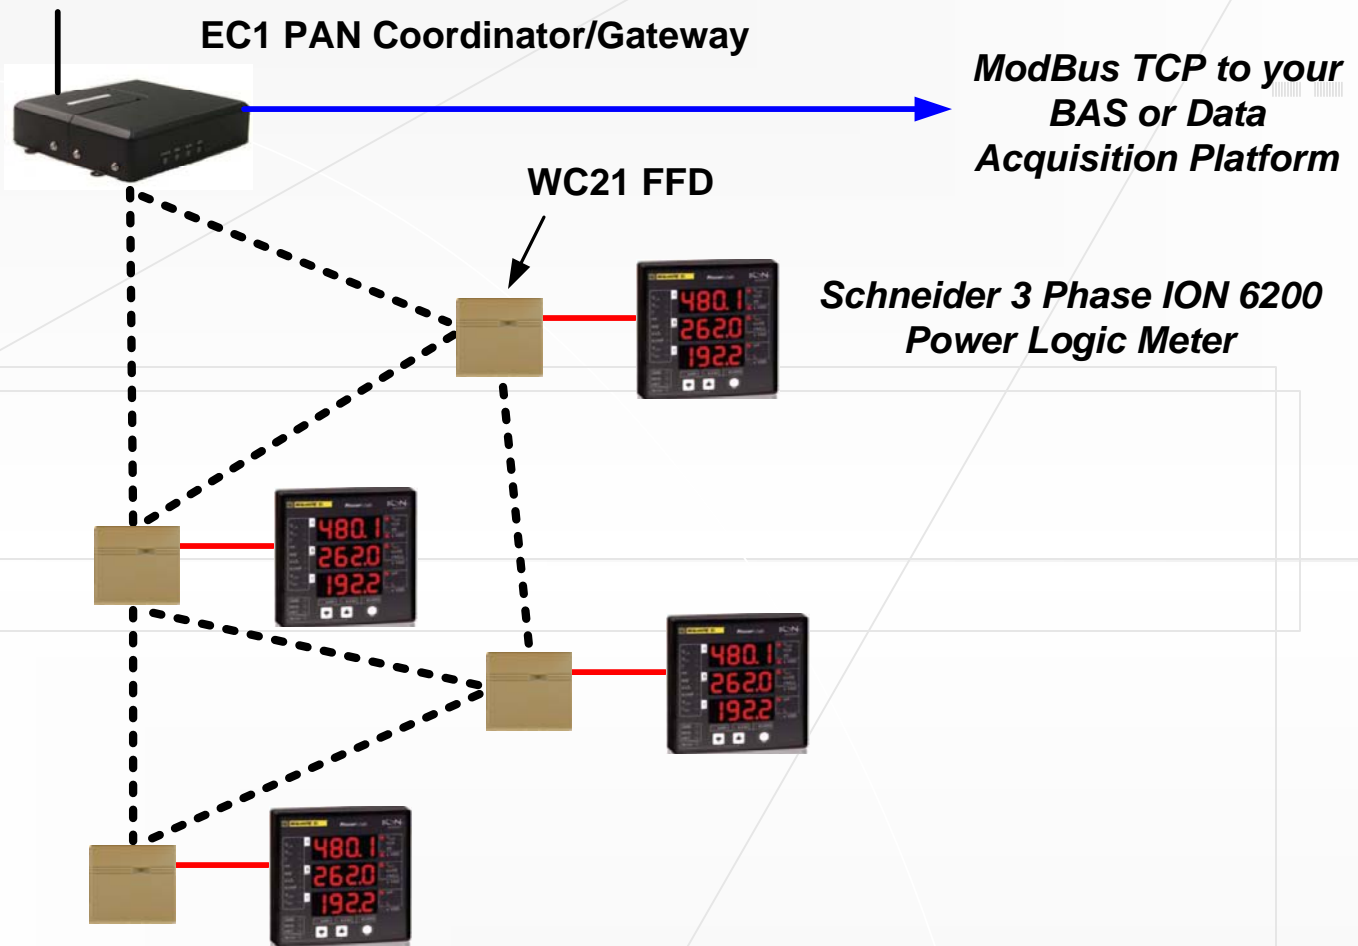 EC1 PAN Coordinator/Gateway
ModBus TCP to your
BAS or Data
Acquisition Platform
WC21 FFD
Schneider 3 Phase ION 6200
Power Logic Meter
480.1
262.0
192.2
480.1
262.0
192.2
480.1
262.0
192.2
480.1
262.0
192.2